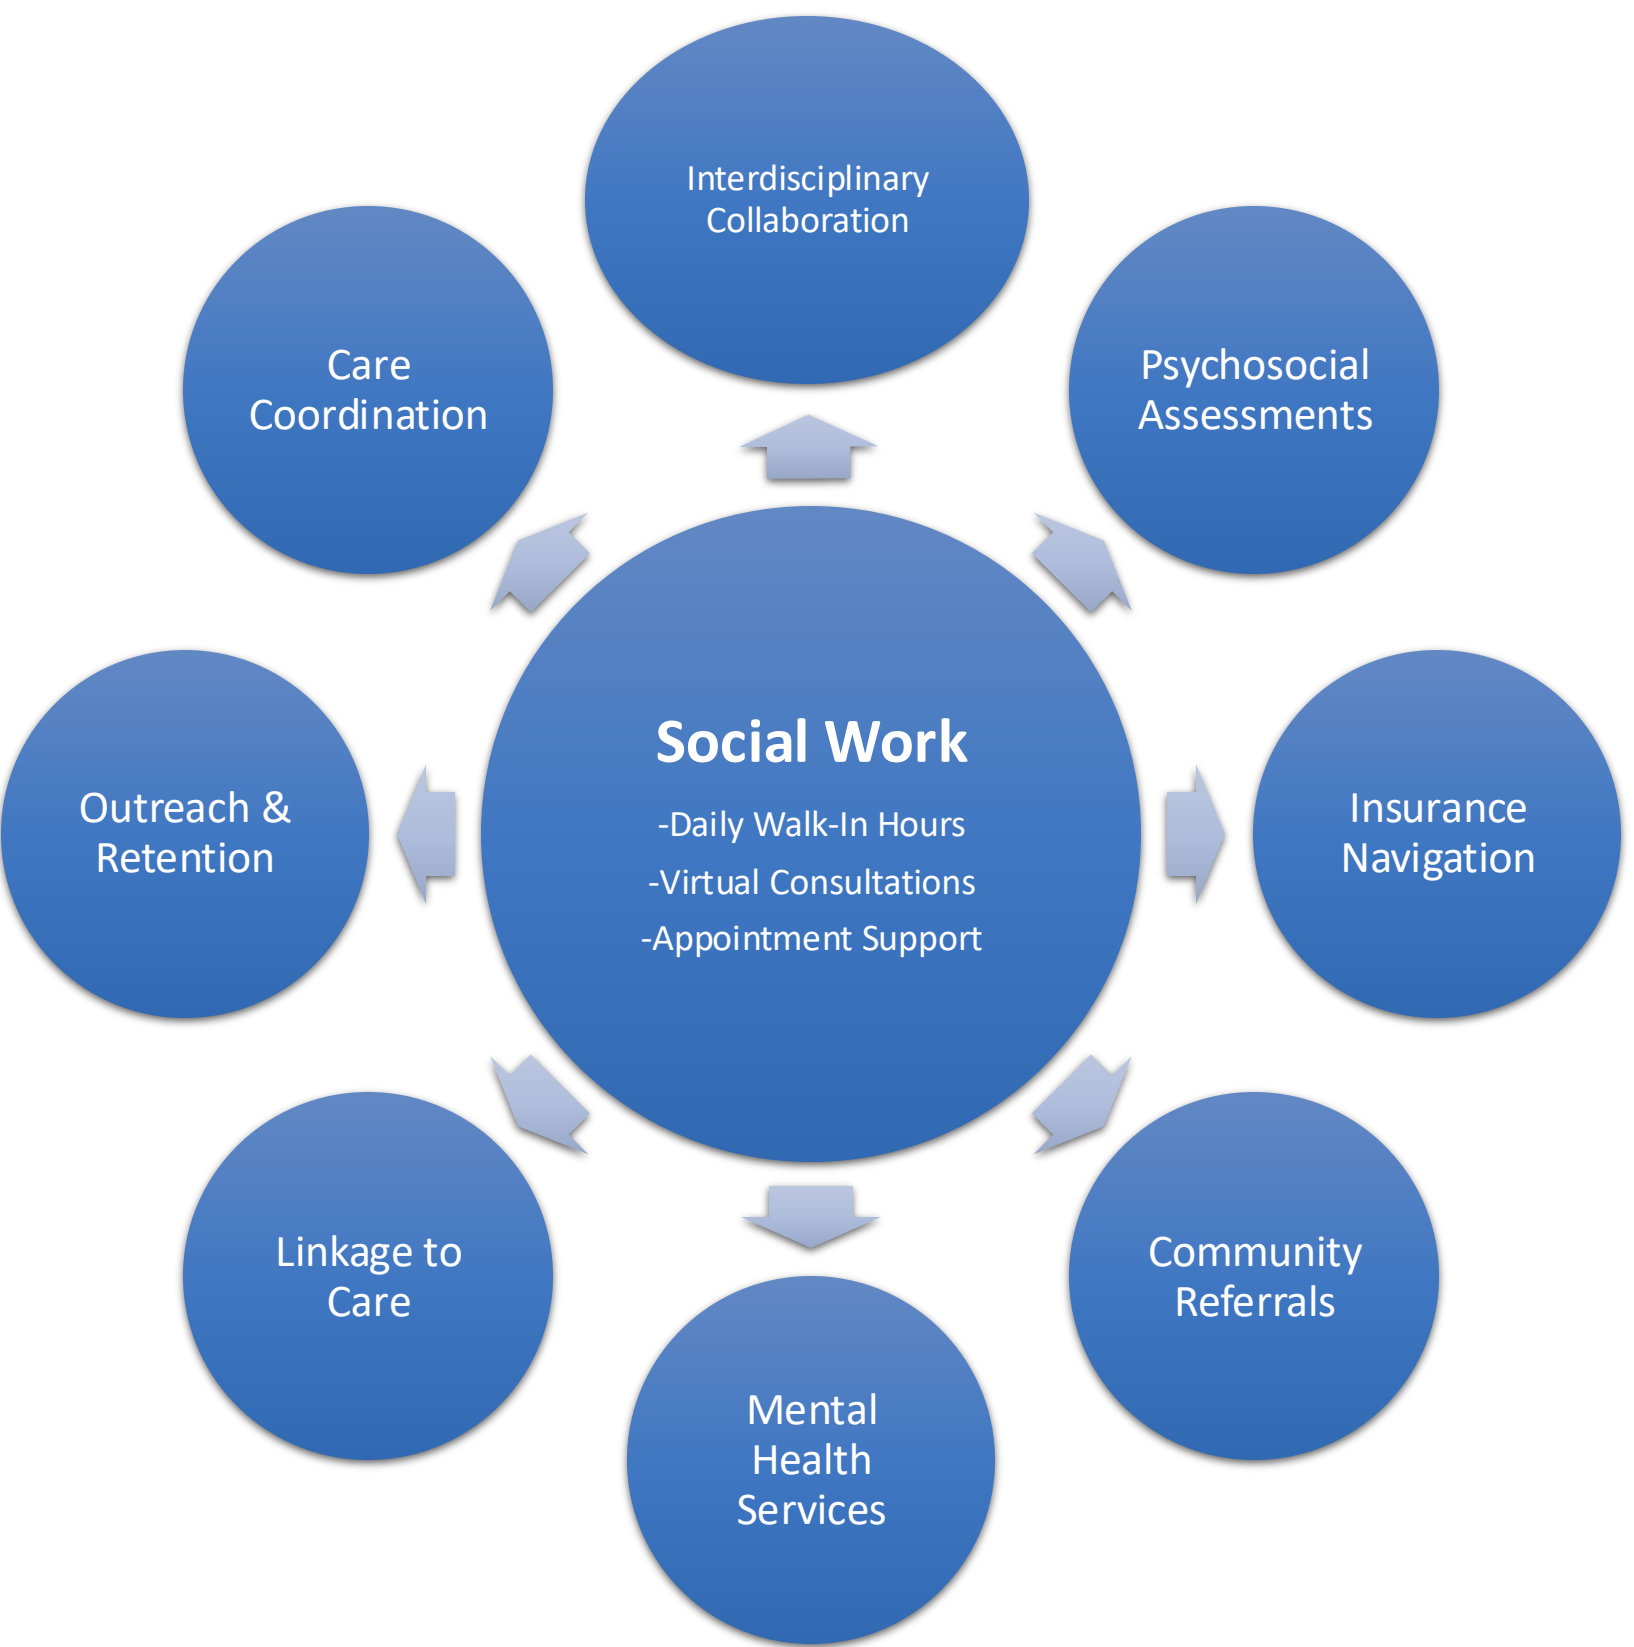 Interdisciplinary
Collaboration
Care
Coordination
Psychosocial
Assessments
Social Work
-Daily Walk-In Hours
-Virtual Consultations
-Appointment Support
Outreach &
Retention
Insurance
Navigation
Linkage to
Care
Community
Referrals
Mental
Health
Services